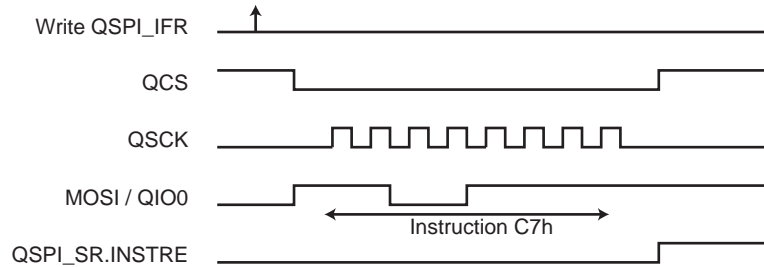 Write QSPI_IFR
QCS
QSCK
MOSI / QIO0
Instruction C7h
QSPI_SR.INSTRE